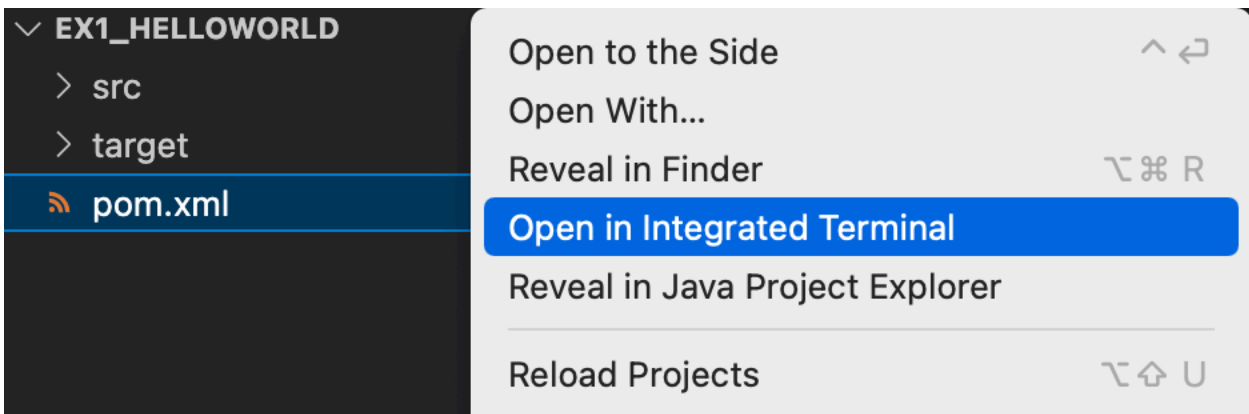 EX1_HELLOWORLD
src
target
pom.xml
Open to the Side ^ ⏎
Open With...
Reveal in Finder ⌥⌘ R
Open in Integrated Terminal
Reveal in Java Project Explorer
Reload Projects ⌥⇧ U